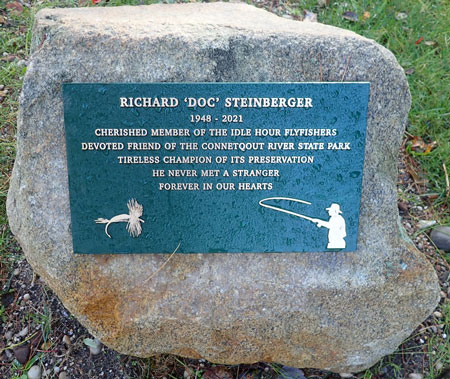 RICHARD 'DOC' STEINBERGER
1948 - 2021
CHERISHED MEMBER OF THE IDLE HOUR FLYFISHERS
DEVOTED FRIEND OF THE CONNETQOUT RIVER STATE PARK
TIRELESS CHAMPION OF ITS PRESERVATION
HE NEVER MET A STRANGER
FOREVER IN OUR HEARTS